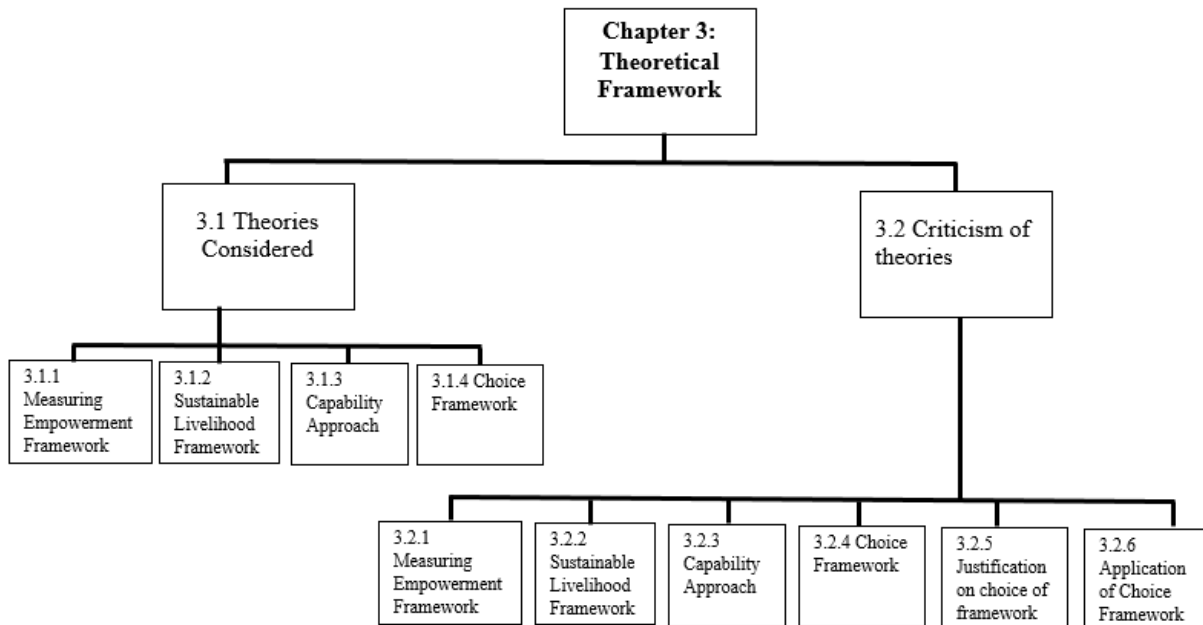 Chapter 3:
Theoretical
Framework
3.1 Theories
Considered
3.2 Criticism of
theories
3.1.1
Measuring
Empowerment
Framework
3.1.2
Sustainable
Livelihood
Framework
3.1.3
Capability
Approach
3.1.4 Choice
Framework
3.2.1
Measuring
Empowerment
Framework
3.2.2
Sustainable
Livelihood
Framework
3.2.3
Capability
Approach
3.2.4 Choice
Framework
3.2.5
Justification
on choice of
framework
3.2.6
Application
of Choice
Framework